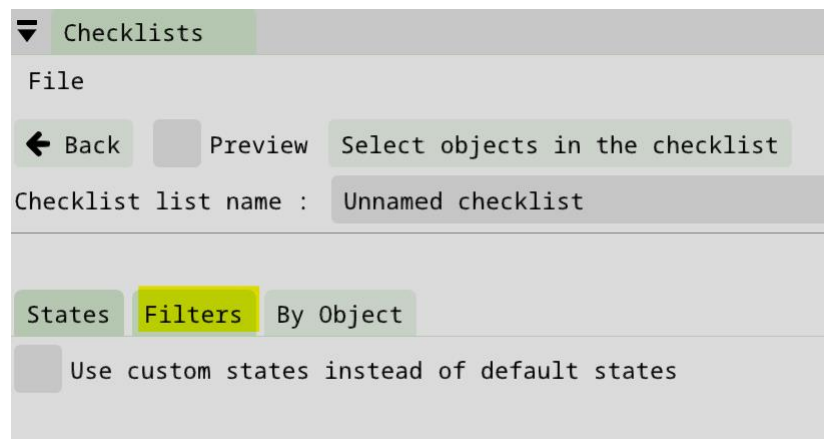 Checklists
File
Back Preview Select objects in the checklist
Checklist list name : Unnamed checklist
States Filters By Object
Use custom states instead of default states